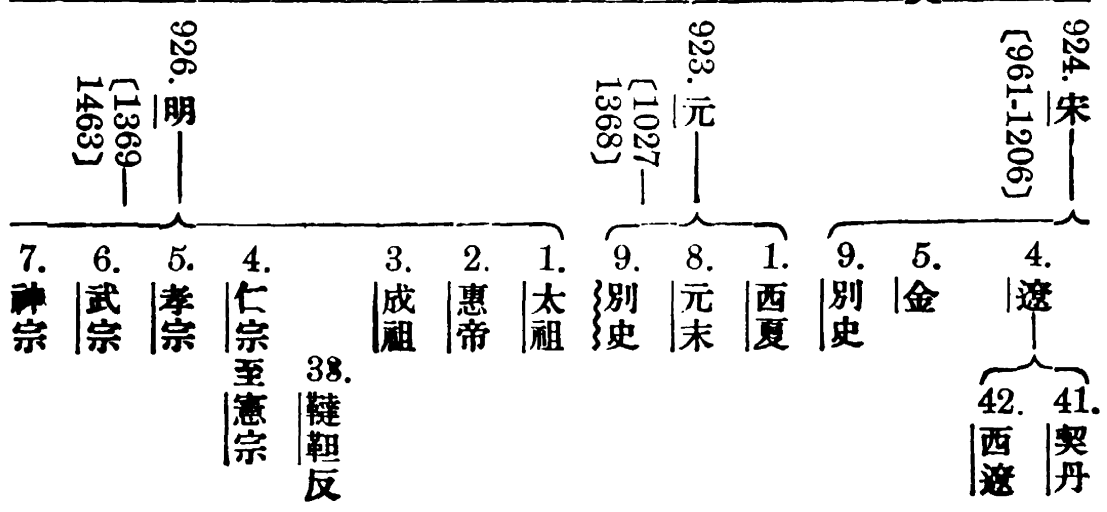 924. 宋
〔961-1206〕
4. 遼
41. 契丹
42. 西遼
5. 金
9. 別史
923. 元
〔1027—
1368〕
1. 西夏
8. 元末
9. 別史
926. 明
〔1369—
1463〕
1. 太祖
2. 惠帝
3. 成祖
38. 韃靼反
4. 仁宗至憲宗
5. 孝宗
6. 武宗
7. 神宗